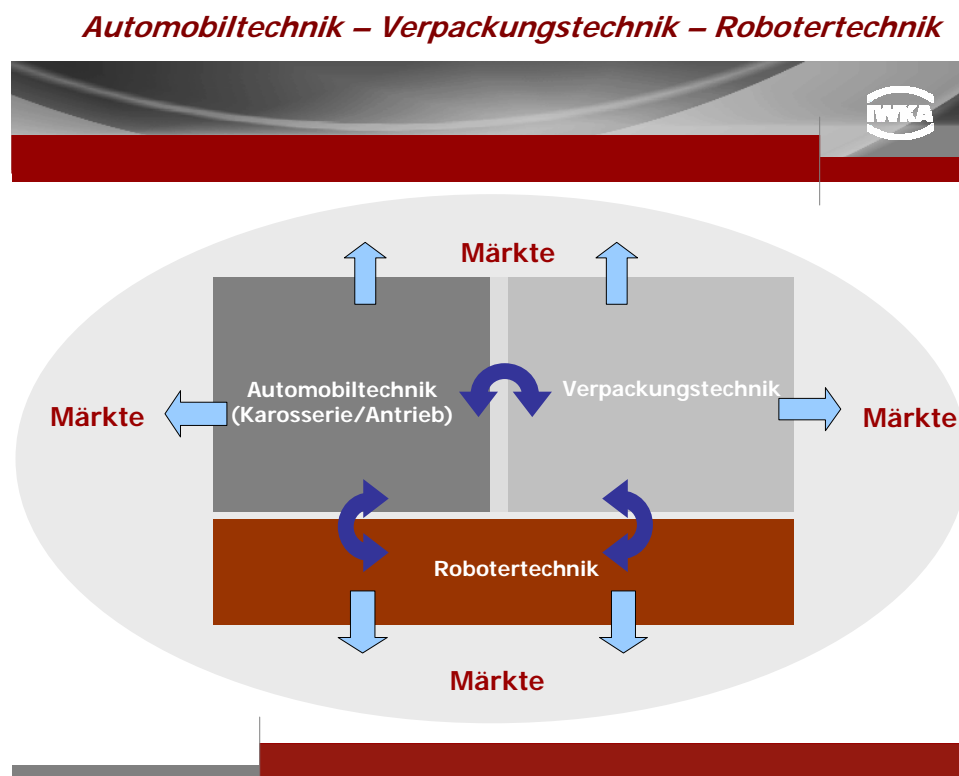 Automobiltechnik – Verpackungstechnik – Robotertechnik
IWKA
Märkte
Automobiltechnik
(Karosserie/Antrieb)
Verpackungstechnik
Märkte
Märkte
Robotertechnik
Märkte